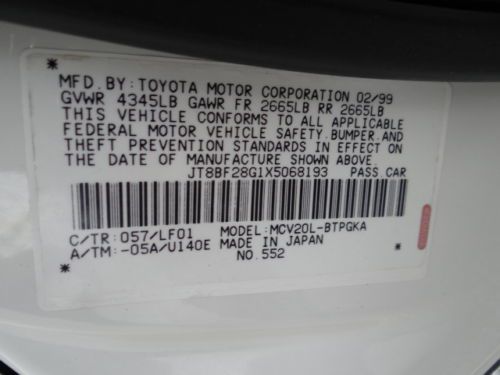 MFD. BY: TOYOTA MOTOR CORPORATION 02/99
GVWR 4345LB GAWR FR 2665LB RR 2665LB
THIS VEHICLE CONFORMS TO ALL APPLICABLE
FEDERAL MOTOR VEHICLE SAFETY, BUMPER, AND
THEFT PREVENTION STANDARDS IN EFFECT ON
THE DATE OF MANUFACTURE SHOWN ABOVE.
JT8BF28G1X5068193 PASS. CAR
C/TR: 057/LF01 MODEL: MCV20L-BTPGKA
A/TM: -05A/U140E MADE IN JAPAN
NO. 552